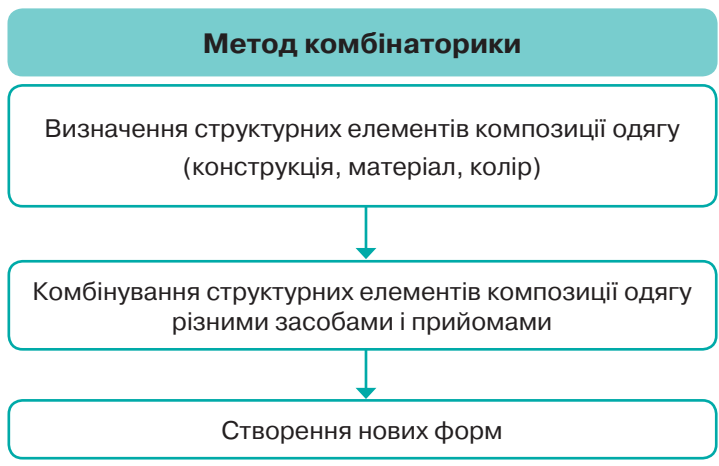 Метод комбінаторики
Визначення структурних елементів композиції одягу
(конструкція, матеріал, колір)
Комбінування структурних елементів композиції одягу
різними засобами і прийомами
Створення нових форм